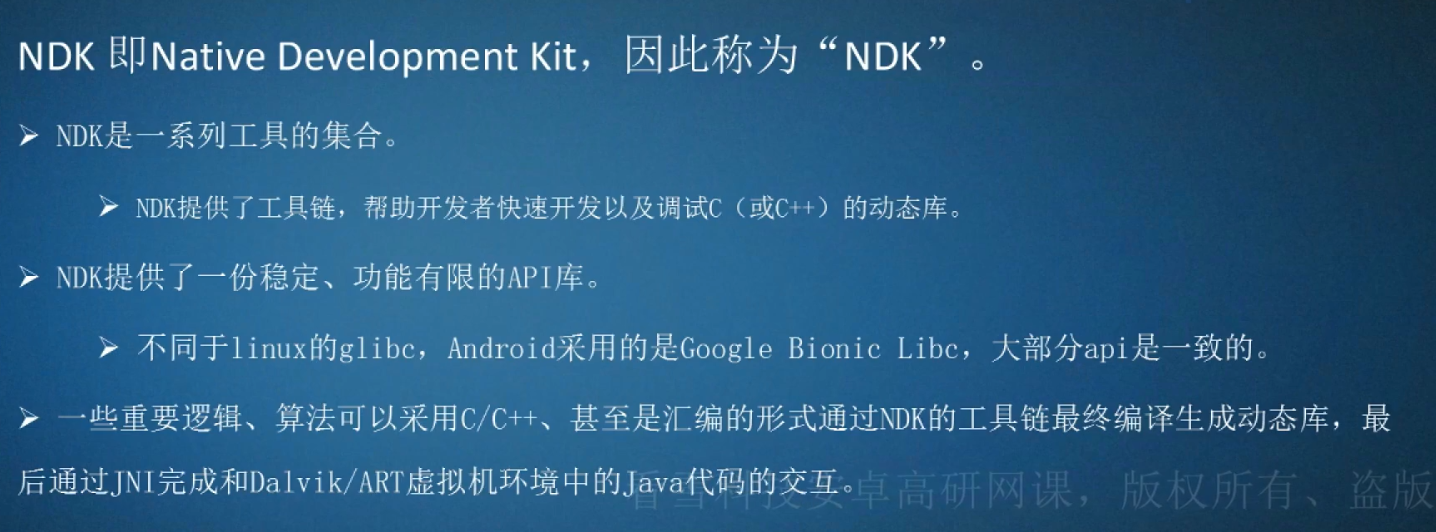 NDK 即Native Development Kit，因此称为“NDK”。
➢ NDK是一系列工具的集合。
➢ NDK提供了工具链，帮助开发者快速开发以及调试C（或C++）的动态库。
➢ NDK提供了一份稳定、功能有限的API库。
➢ 不同于linux的glibc，Android采用的是Google Bionic Libc，大部分api是一致的。
➢ 一些重要逻辑、算法可以采用C/C++、甚至是汇编的形式通过NDK的工具链最终编译生成动态库，最
后通过JNI完成和Dalvik/ART虚拟机环境中的Java代码的交互。
安卓高研网课，版权所有、盗版